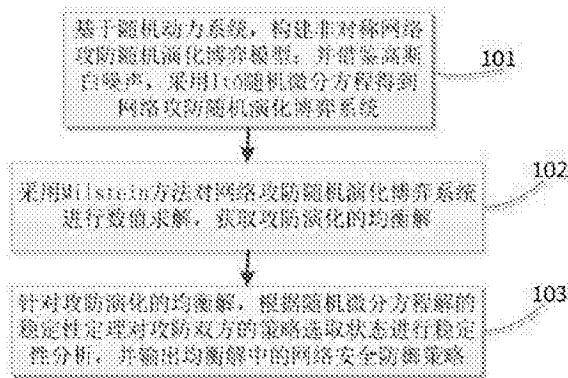 基于随机动力系统，构建非对称网络
攻防随机演化博弈模型，并借鉴高斯
白噪声，采用Itô随机微分方程得到
网络攻防随机演化博弈系统
101
采用Milstein方法对网络攻防随机演化博弈系统
进行数值求解，获取攻防演化的均衡解
102
针对攻防演化的均衡解，根据随机微分方程解的
稳定性定理对攻防双方的策略选取状态进行稳定
性分析，并输出均衡解中的网络安全防御策略
103